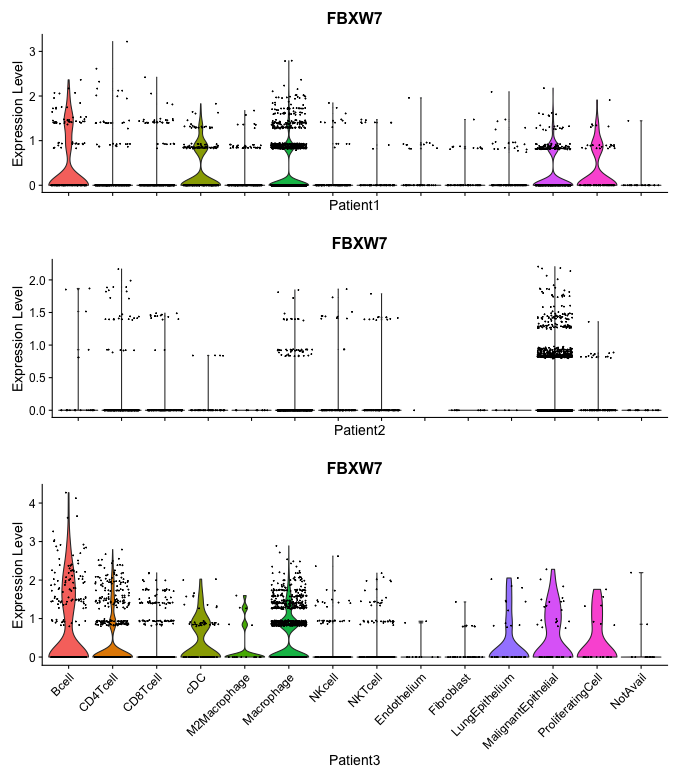 FBXW7
Expression Level
3
2
1
0
Patient1
FBXW7
Expression Level
2.0
1.5
1.0
0.5
0.0
Patient2
FBXW7
Expression Level
4
3
2
1
0
Bcell
CD4Tcell
CD8Tcell
cDC
M2Macrophage
Macrophage
NKcell
NKTcell
Endothelium
Fibroblast
LungEpithelium
MalignantEpithelial
ProliferatingCell
NotAvail
Patient3